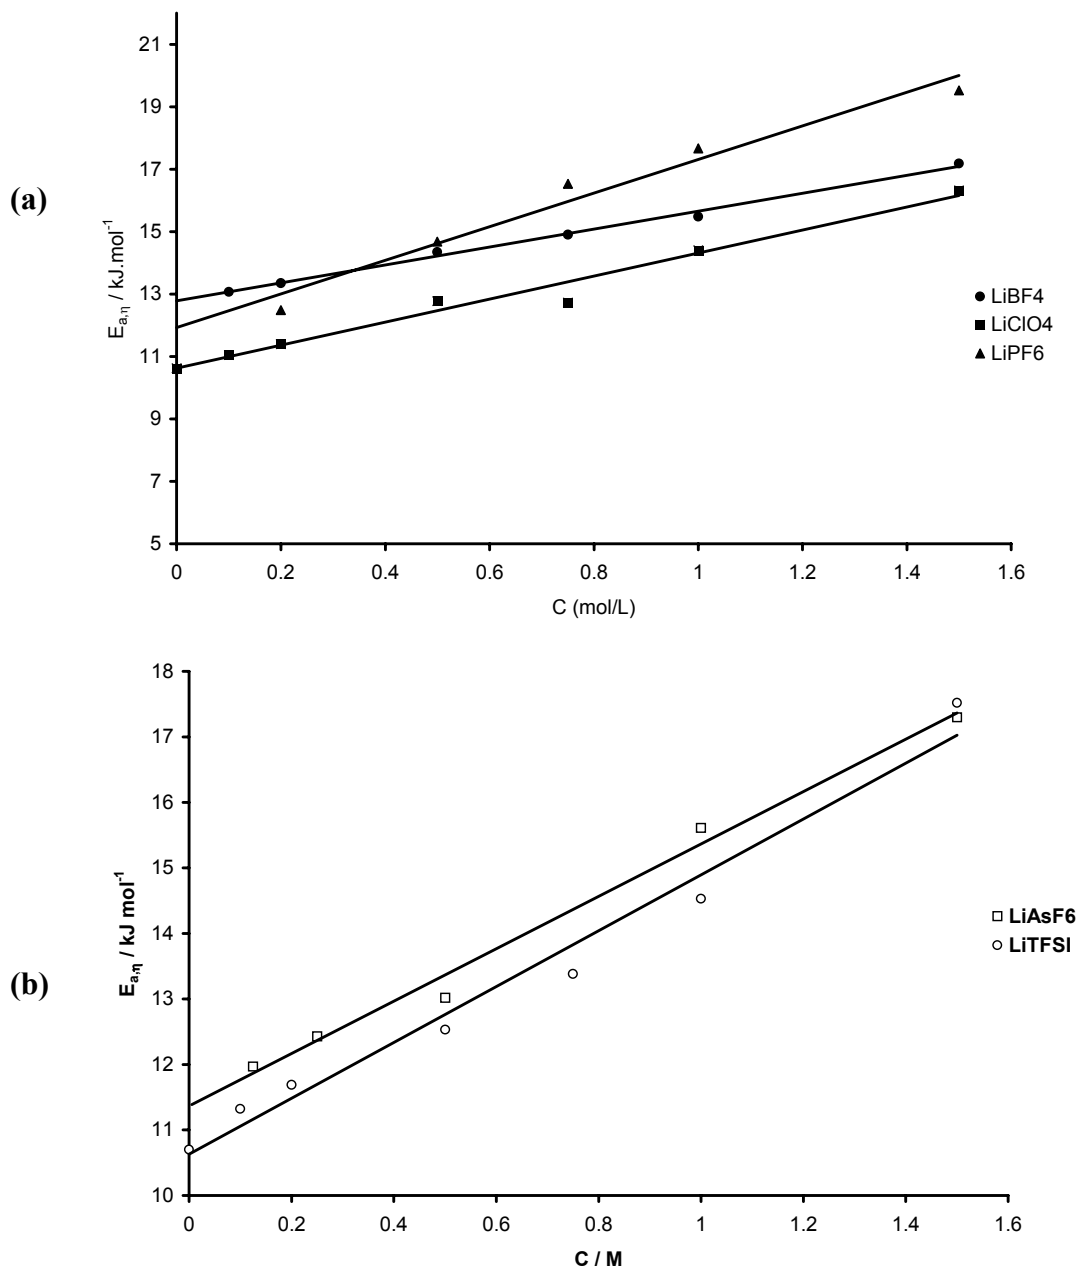 (a)
E_a,η / kJ.mol⁻¹
21
19
17
15
13
11
9
7
5
0 0.2 0.4 0.6 0.8 1 1.2 1.4 1.6
C (mol/L)
LiBF4
LiClO4
LiPF6
(b)
E_a,η / kJ mol⁻¹
18
17
16
15
14
13
12
11
10
0 0.2 0.4 0.6 0.8 1 1.2 1.4 1.6
C / M
LiAsF6
LiTFSI